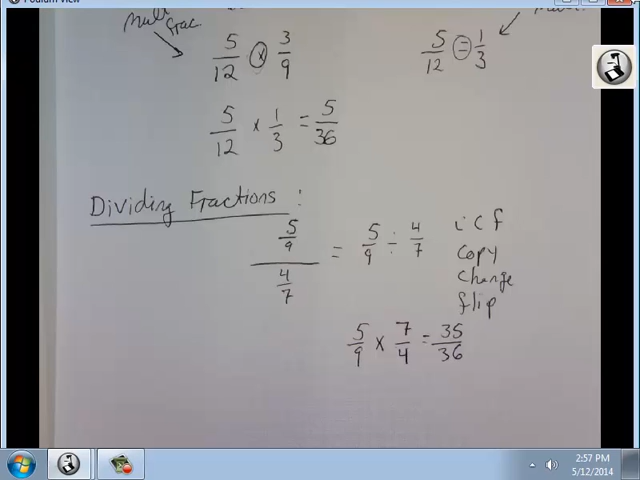 Podium View
Mult
frac.
5/12 × 3/9
5/12 = 1/3
5/12 × 1/3 = 5/36
Dividing Fractions :
5/9 / 4/7 = 5/9 ÷ 4/7
i c f
copy
change
flip
5/9 × 7/4 = 35/36
2:57 PM
5/12/2014